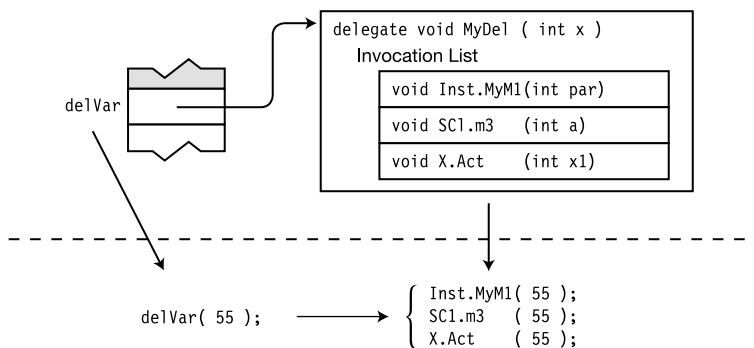 delegate void MyDel ( int x )
Invocation List
void Inst.MyM1(int par)
delVar
void SCl.m3 (int a)
void X.Act (int x1)
delVar( 55 );
Inst.MyM1( 55 );
SCl.m3 ( 55 );
X.Act ( 55 );